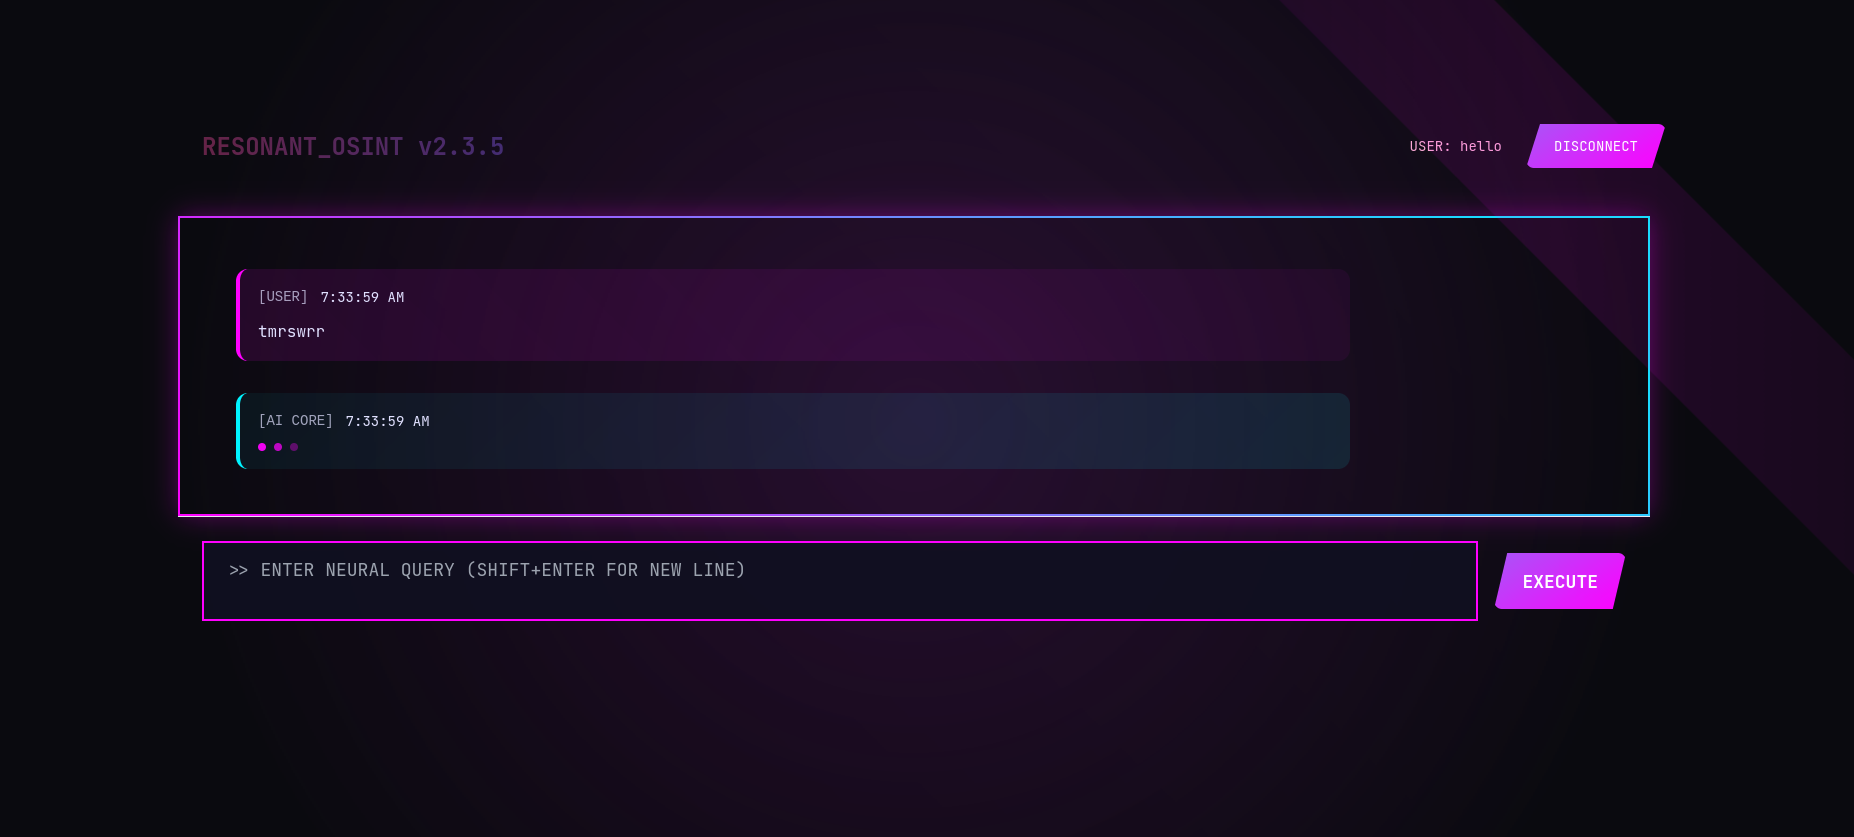 RESONANT_OSINT v2.3.5
USER: hello
DISCONNECT
[USER] 7:33:59 AM
tmrswrr
[AI CORE] 7:33:59 AM
>> ENTER NEURAL QUERY (SHIFT+ENTER FOR NEW LINE)
EXECUTE